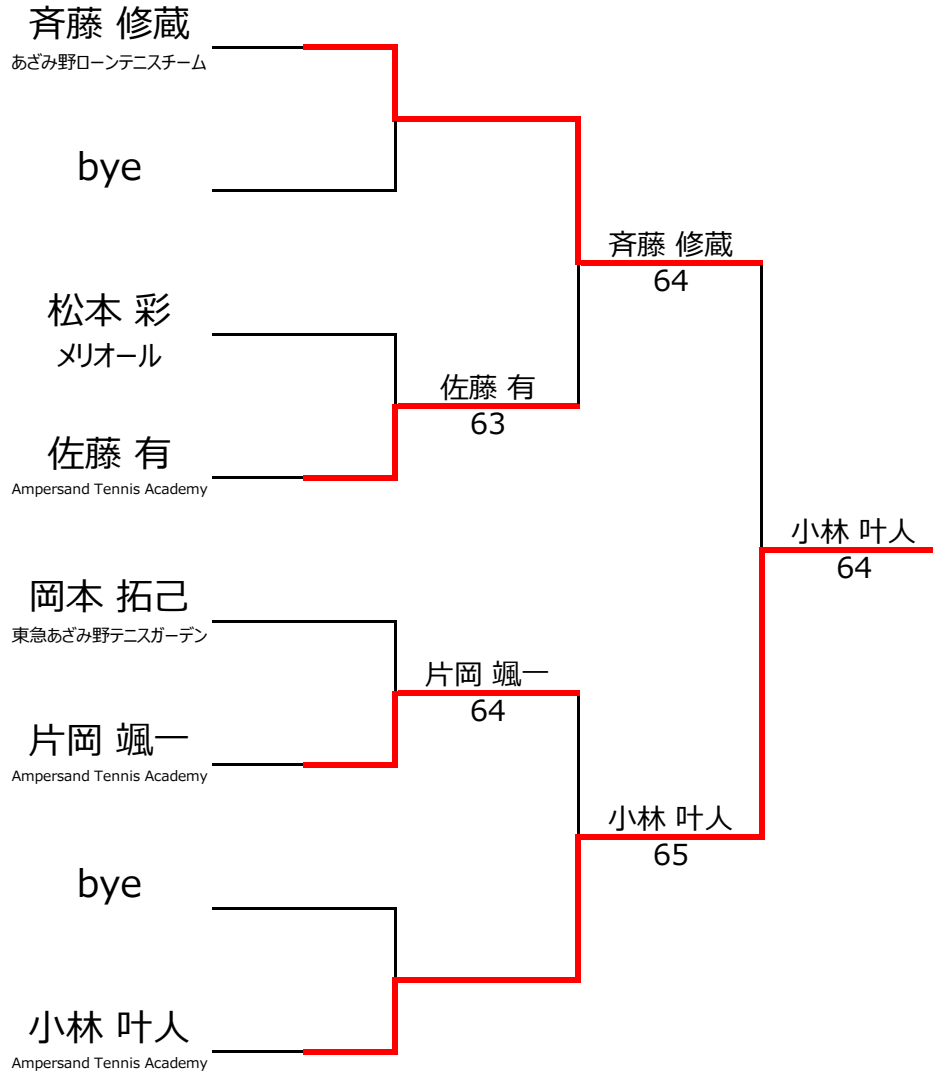 斉藤 修蔵
あざみ野ローンテニスチーム
bye
斉藤 修蔵
64
松本 彩
メリオール
佐藤 有
63
佐藤 有
Ampersand Tennis Academy
小林 叶人
64
岡本 拓己
東急あざみ野テニスガーデン
片岡 颯一
64
片岡 颯一
Ampersand Tennis Academy
小林 叶人
65
bye
小林 叶人
Ampersand Tennis Academy